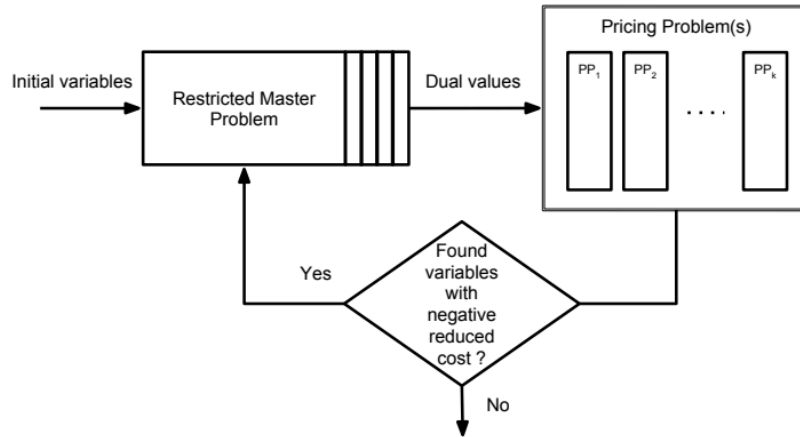 Pricing Problem(s)
Initial variables
Restricted Master
Problem
Dual values
PP1
PP2
. . . .
PPk
Yes
Found
variables
with
negative
reduced
cost ?
No